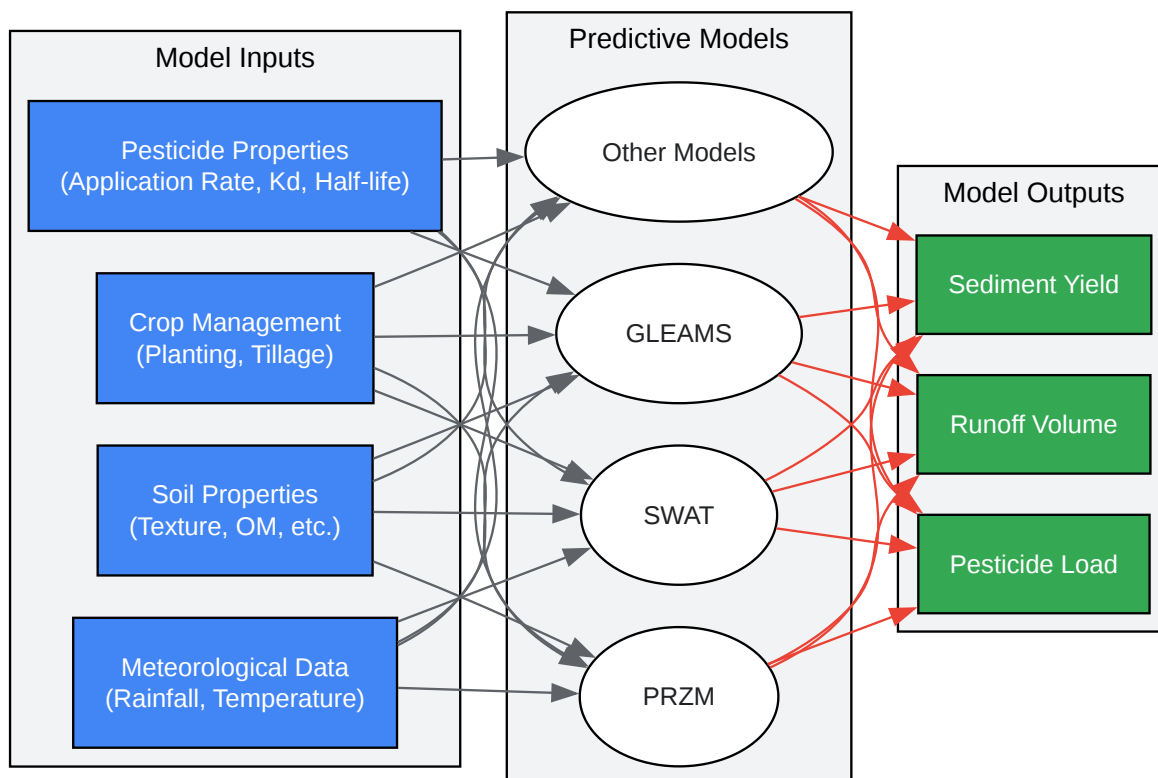 Model Inputs
Pesticide Properties
(Application Rate, Kd, Half-life)
Crop Management
(Planting, Tillage)
Soil Properties
(Texture, OM, etc.)
Meteorological Data
(Rainfall, Temperature)
Predictive Models
Other Models
GLEAMS
SWAT
PRZM
Model Outputs
Sediment Yield
Runoff Volume
Pesticide Load